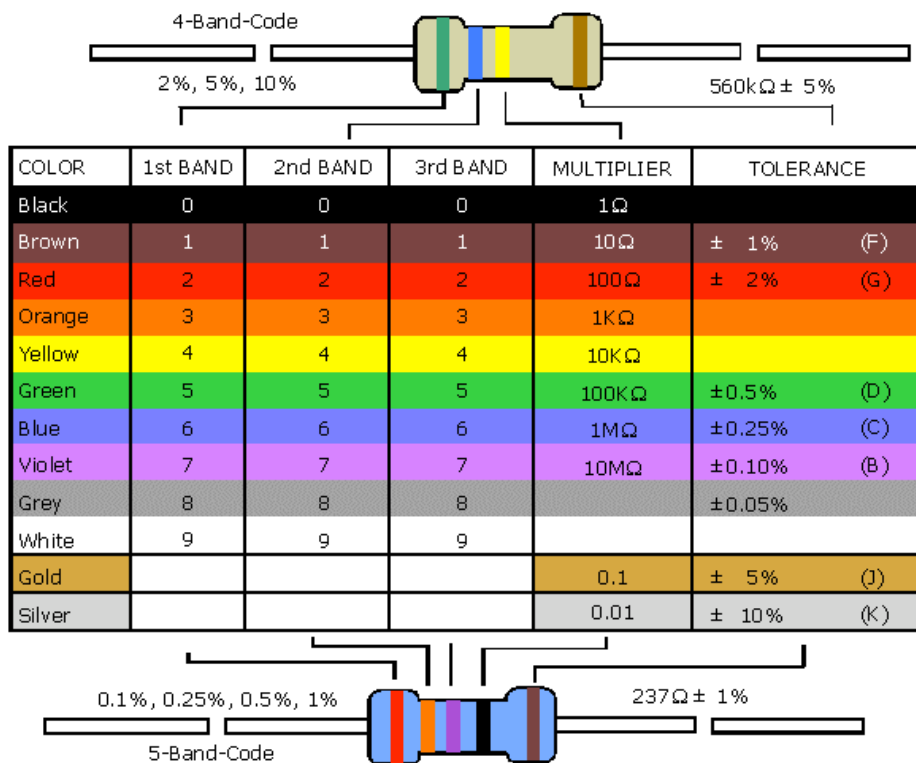 4-Band-Code
2%, 5%, 10%
560kΩ ± 5%
COLOR 1st BAND 2nd BAND 3rd BAND MULTIPLIER TOLERANCE
Black 0 0 0 1Ω
Brown 1 1 1 10Ω ± 1% (F)
Red 2 2 2 100Ω ± 2% (G)
Orange 3 3 3 1KΩ
Yellow 4 4 4 10KΩ
Green 5 5 5 100KΩ ±0.5% (D)
Blue 6 6 6 1MΩ ±0.25% (C)
Violet 7 7 7 10MΩ ±0.10% (B)
Grey 8 8 8 ±0.05%
White 9 9 9
Gold 0.1 ± 5% (J)
Silver 0.01 ± 10% (K)
0.1%, 0.25%, 0.5%, 1%
237Ω ± 1%
5-Band-Code